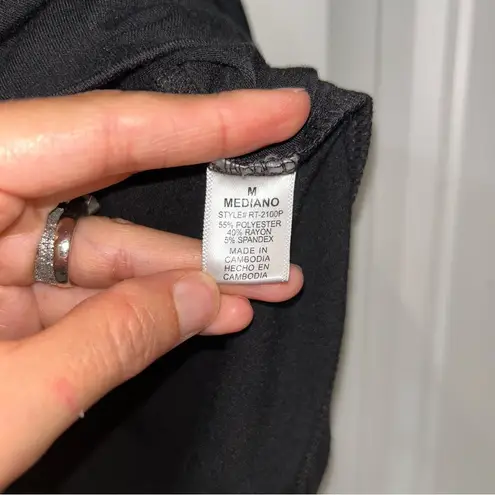 M
MEDIANO
STYLE# RT-2100P
55% POLYESTER
40% RAYON
5% SPANDEX
MADE IN
CAMBODIA
HECHO EN
CAMBODIA